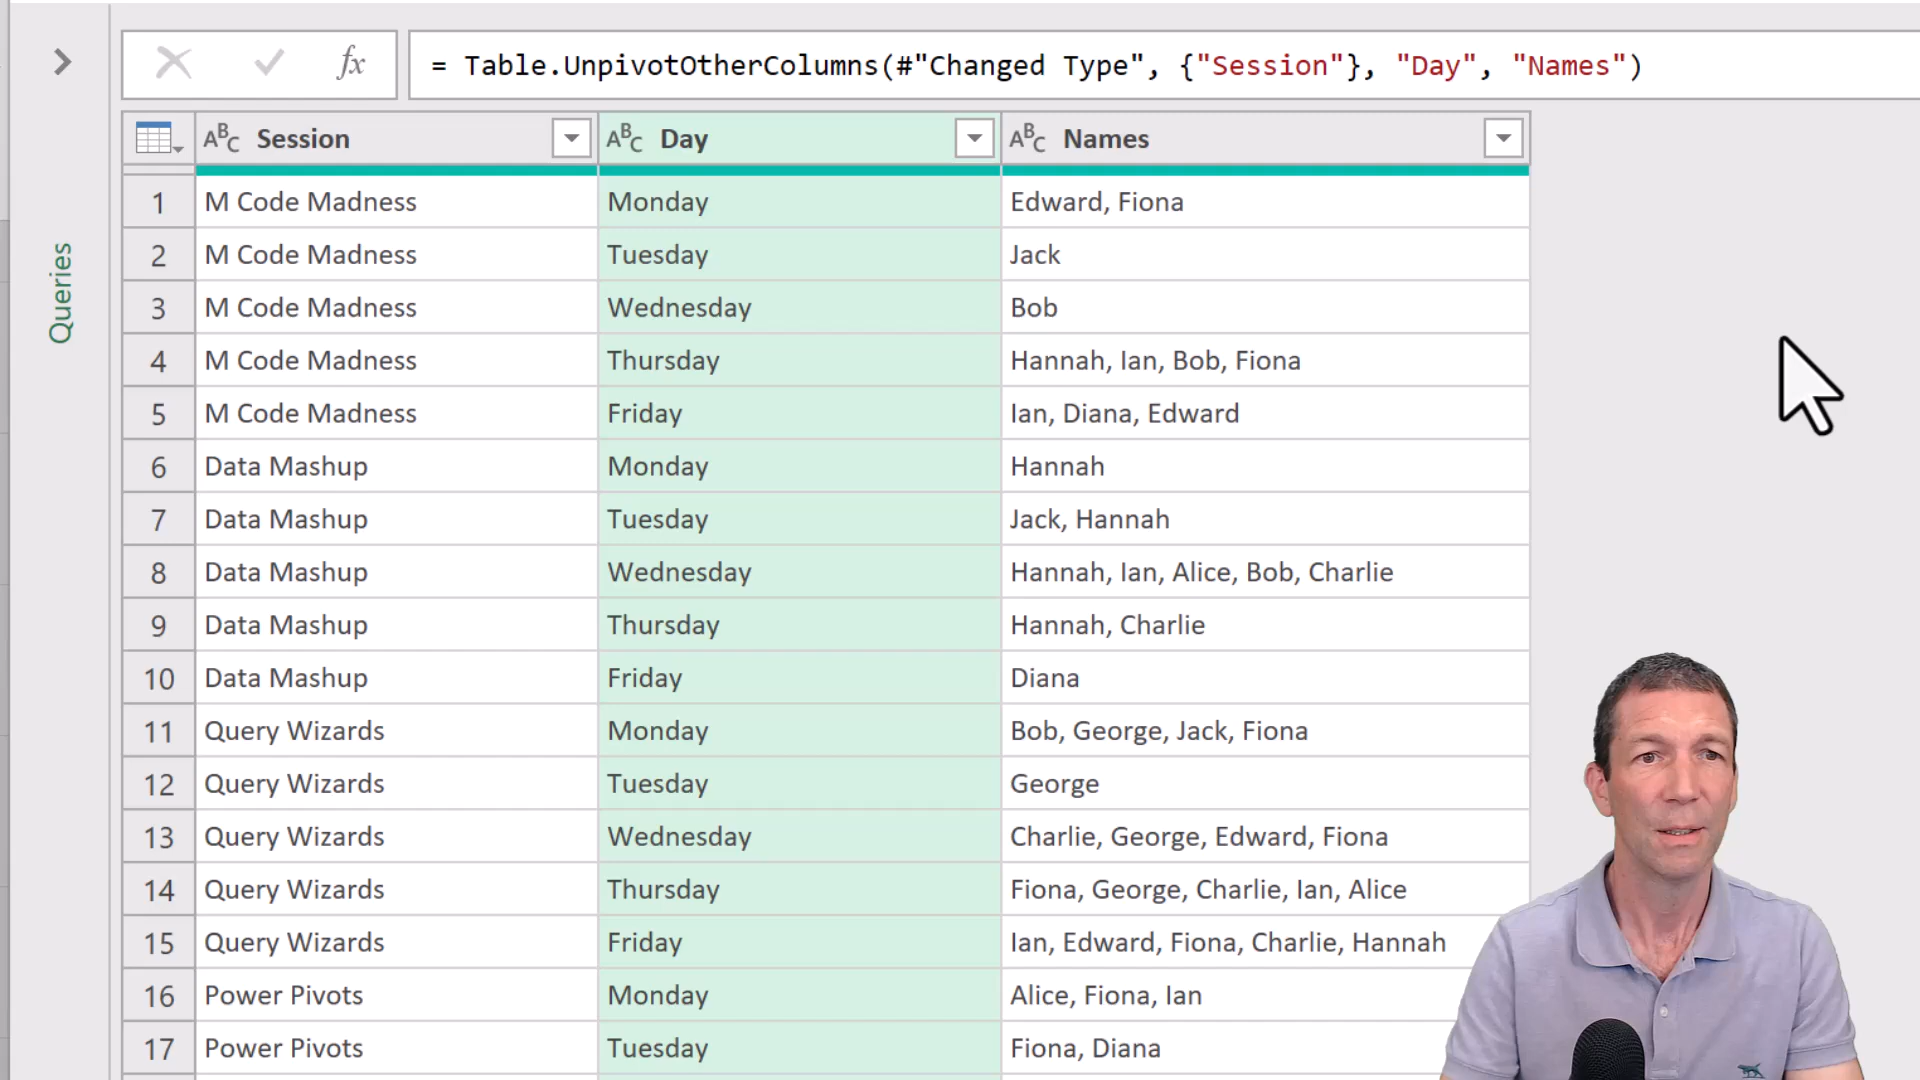 fx = Table.UnpivotOtherColumns(#"Changed Type", {"Session"}, "Day", "Names")
Queries
ABC Session ABC Day ABC Names
1 M Code Madness Monday Edward, Fiona
2 M Code Madness Tuesday Jack
3 M Code Madness Wednesday Bob
4 M Code Madness Thursday Hannah, Ian, Bob, Fiona
5 M Code Madness Friday Ian, Diana, Edward
6 Data Mashup Monday Hannah
7 Data Mashup Tuesday Jack, Hannah
8 Data Mashup Wednesday Hannah, Ian, Alice, Bob, Charlie
9 Data Mashup Thursday Hannah, Charlie
10 Data Mashup Friday Diana
11 Query Wizards Monday Bob, George, Jack, Fiona
12 Query Wizards Tuesday George
13 Query Wizards Wednesday Charlie, George, Edward, Fiona
14 Query Wizards Thursday Fiona, George, Charlie, Ian, Alice
15 Query Wizards Friday Ian, Edward, Fiona, Charlie, Hannah
16 Power Pivots Monday Alice, Fiona, Ian
17 Power Pivots Tuesday Fiona, Diana